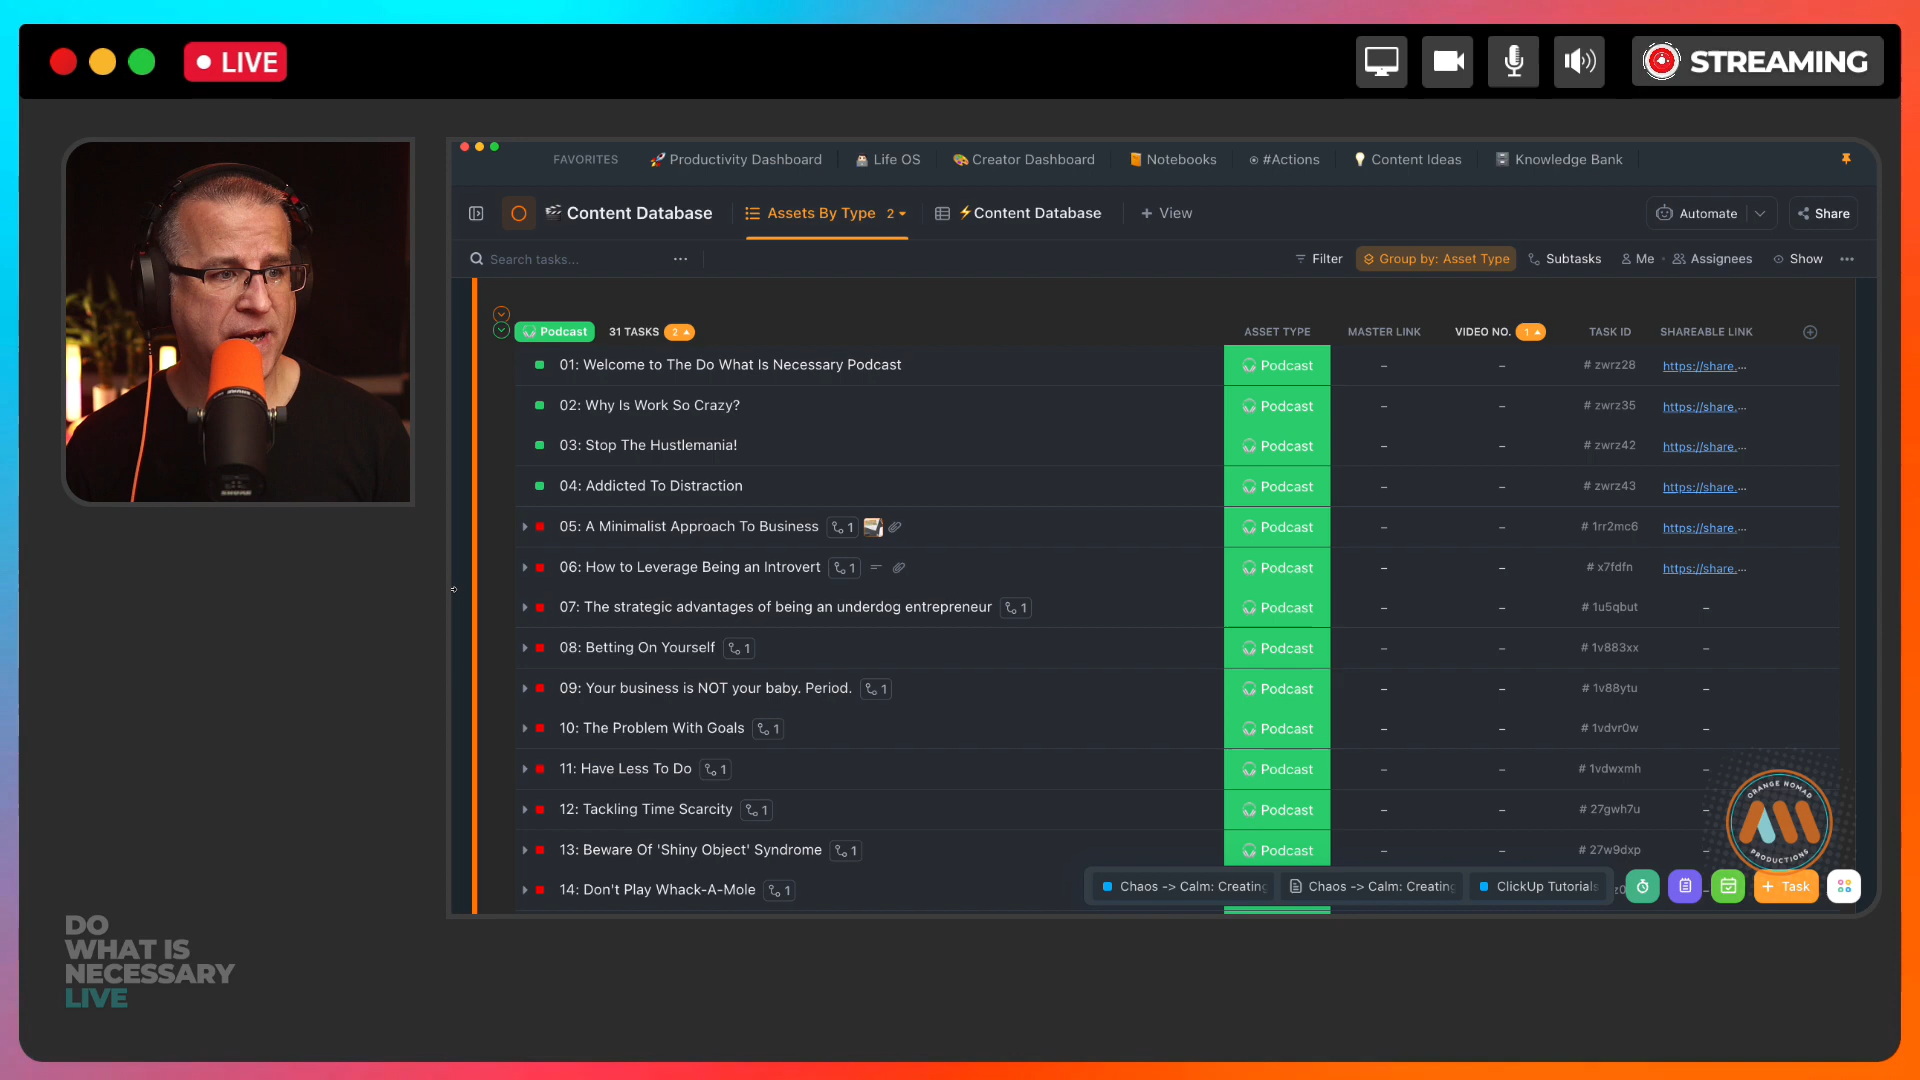 LIVE
STREAMING
FAVORITES Productivity Dashboard Life OS Creator Dashboard Notebooks #Actions Content Ideas Knowledge Bank
Content Database Assets By Type 2 Content Database + View Automate Share
Search tasks... ... Filter Group by: Asset Type Subtasks Me Assignees Show ...
Podcast 31 TASKS 2 ASSET TYPE MASTER LINK VIDEO NO. 1 TASK ID SHAREABLE LINK
01: Welcome to The Do What Is Necessary Podcast Podcast – – # zwrz28 https://share....
02: Why Is Work So Crazy? Podcast – – # zwrz35 https://share....
03: Stop The Hustlemania! Podcast – – # zwrz42 https://share....
04: Addicted To Distraction Podcast – – # zwrz43 https://share....
05: A Minimalist Approach To Business 1 Podcast – – # 1rr2mc6 https://share....
06: How to Leverage Being an Introvert 1 Podcast – – # x7fdfn https://share....
07: The strategic advantages of being an underdog entrepreneur 1 Podcast – – # 1u5qbut –
08: Betting On Yourself 1 Podcast – – # 1v883xx –
09: Your business is NOT your baby. Period. 1 Podcast – – # 1v88ytu –
10: The Problem With Goals 1 Podcast – – # 1vdvr0w –
11: Have Less To Do 1 Podcast – – # 1vdwxmh –
12: Tackling Time Scarcity 1 Podcast – – # 27gwh7u –
13: Beware Of 'Shiny Object' Syndrome 1 Podcast – – # 27w9dxp
14: Don't Play Whack-A-Mole 1
ORANGE NOMAD
PRODUCTIONS
Chaos -> Calm: Creating Chaos -> Calm: Creating ClickUp Tutorials + Task
DO
WHAT IS
NECESSARY
LIVE